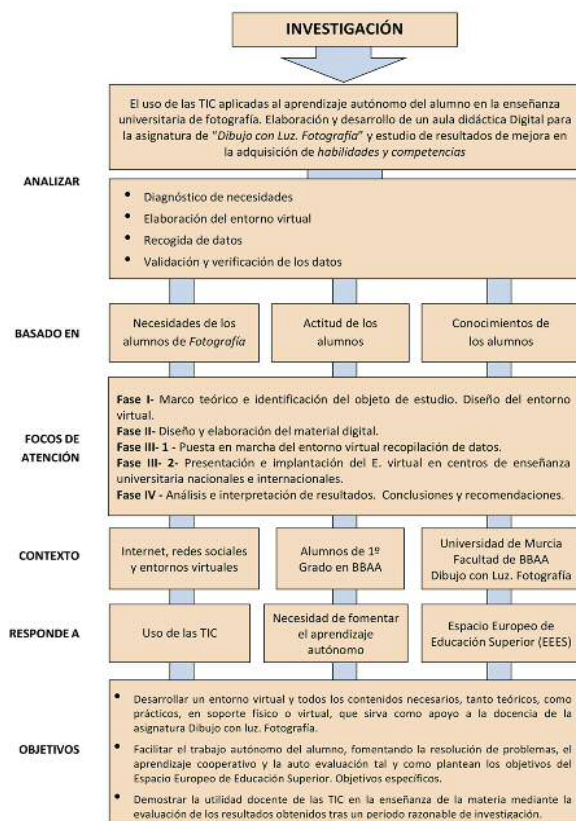 INVESTIGACIÓN
El uso de las TIC aplicadas al aprendizaje autónomo del alumno en la enseñanza
universitaria de fotografía. Elaboración y desarrollo de un aula didáctica Digital para
la asignatura de "Dibujo con Luz. Fotografía" y estudio de resultados de mejora en
la adquisición de habilidades y competencias
ANALIZAR
• Diagnóstico de necesidades
• Elaboración del entorno virtual
• Recogida de datos
• Validación y verificación de los datos
BASADO EN
Necesidades de los
alumnos de Fotografía
Actitud de los
alumnos
Conocimientos de
los alumnos
FOCOS DE
ATENCIÓN
Fase I- Marco teórico e identificación del objeto de estudio. Diseño del entorno
virtual.
Fase II- Diseño y elaboración del material digital.
Fase III- 1 - Puesta en marcha del entorno virtual recopilación de datos.
Fase III- 2- Presentación e implantación del E. virtual en centros de enseñanza
universitaria nacionales e internacionales.
Fase IV - Análisis e interpretación de resultados. Conclusiones y recomendaciones.
CONTEXTO
Internet, redes sociales
y entornos virtuales
Alumnos de 1º
Grado en BBAA
Universidad de Murcia
Facultad de BBAA
Dibujo con Luz. Fotografía
RESPONDE A
Uso de las TIC
Necesidad de fomentar
el aprendizaje
autónomo
Espacio Europeo de
Educación Superior (EEES)
OBJETIVOS
• Desarrollar un entorno virtual y todos los contenidos necesarios, tanto teóricos, como
prácticos, en soporte físico o virtual, que sirva como apoyo a la docencia de la
asignatura Dibujo con luz. Fotografía.
• Facilitar el trabajo autónomo del alumno, fomentando la resolución de problemas, el
aprendizaje cooperativo y la auto evaluación tal y como plantean los objetivos del
Espacio Europeo de Educación Superior. Objetivos específicos.
• Demostrar la utilidad docente de las TIC en la enseñanza de la materia mediante la
evaluación de los resultados obtenidos tras un periodo razonable de investigación.